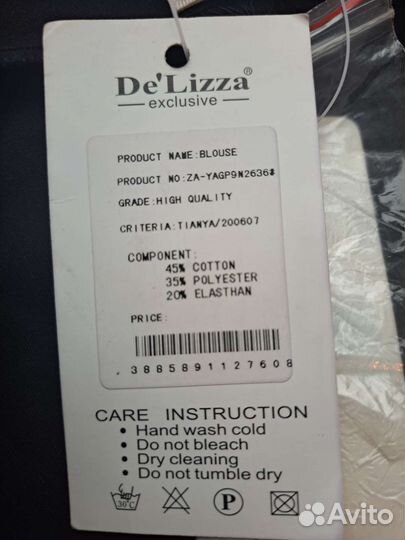 De'Lizza®
exclusive
PRODUCT NAME:BLOUSE
PRODUCT NO:ZA-YAGP9N2636#
GRADE:HIGH QUALITY
CRITERIA:TIANYA/200607
COMPONENT:
45% COTTON
35% POLYESTER
20% ELASTHAN
PRICE:
3885891127608
CARE INSTRUCTION
• Hand wash cold
• Do not bleach
• Dry cleaning
• Do not tumble dry
30°C P
Avito